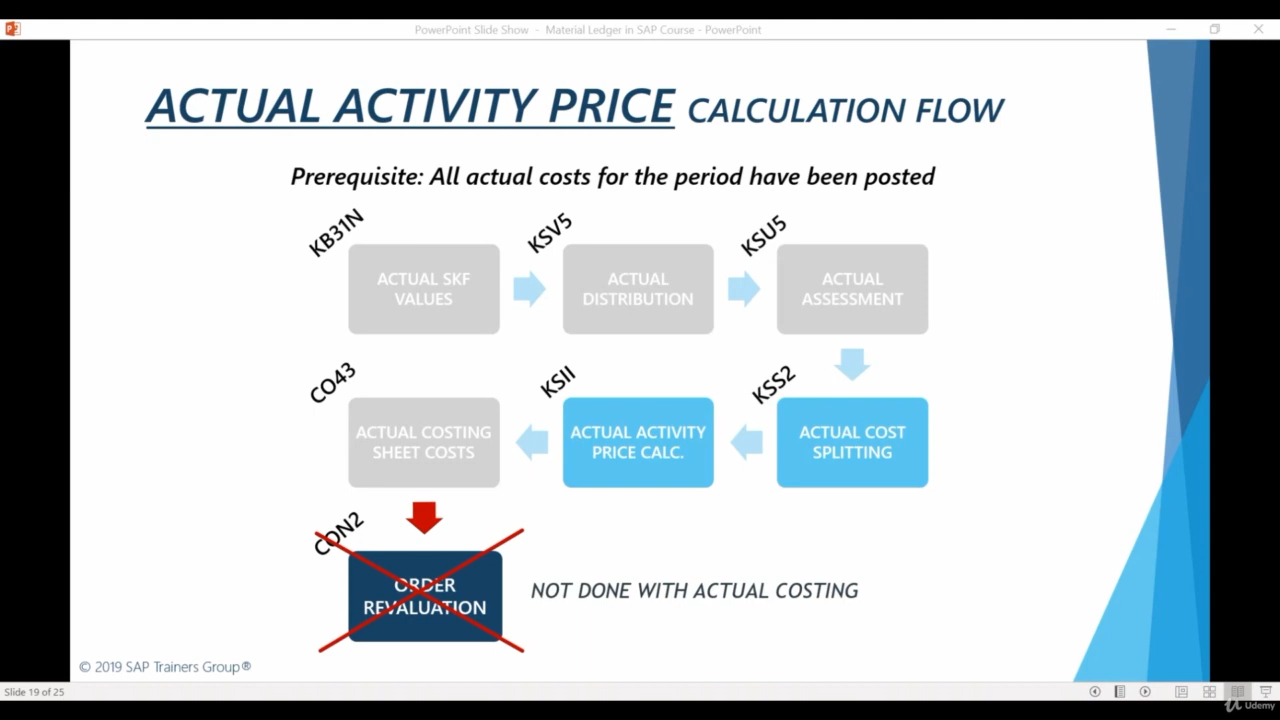 PowerPoint Slide Show - Material Ledger in SAP Course - PowerPoint
ACTUAL ACTIVITY PRICE CALCULATION FLOW
Prerequisite: All actual costs for the period have been posted
KB31N
ACTUAL SKF
VALUES
KSV5
ACTUAL
DISTRIBUTION
KSU5
ACTUAL
ASSESSMENT
KSS2
ACTUAL COST
SPLITTING
KSII
ACTUAL ACTIVITY
PRICE CALC.
CO43
ACTUAL COSTING
SHEET COSTS
CON2
ORDER
REVALUATION
NOT DONE WITH ACTUAL COSTING
© 2019 SAP Trainers Group®
Slide 19 of 25
Udemy